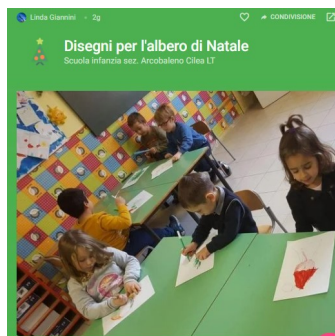 Linda Giannini • 2g
CONDIVISIONE
Disegni per l'albero di Natale
Scuola infanzia sez. Arcobaleno Cilea LT